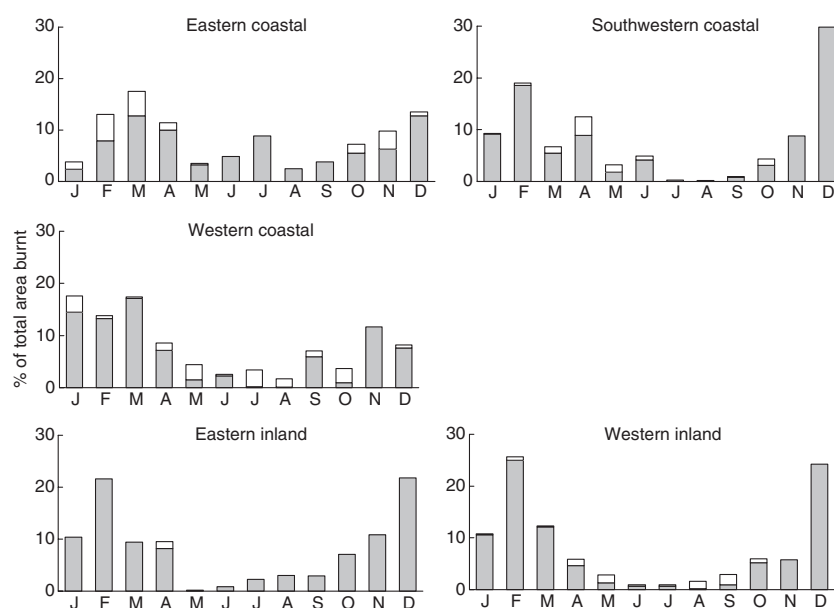 Eastern coastal
30
20
10
0
J F M A M J J A S O N D
Southwestern coastal
30
20
10
0
J F M A M J J A S O N D
Western coastal
% of total area burnt
30
20
10
0
J F M A M J J A S O N D
Eastern inland
30
20
10
0
J F M A M J J A S O N D
Western inland
30
20
10
0
J F M A M J J A S O N D